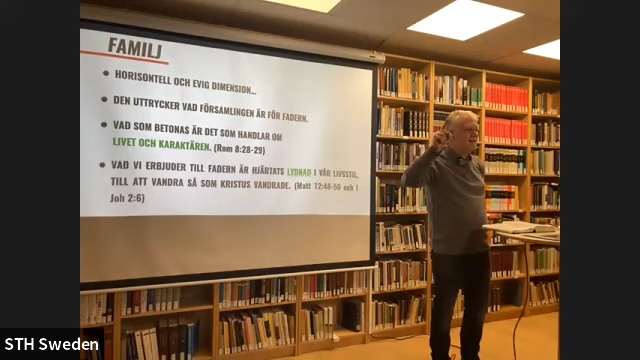 FAMILJ
HORISONTELL OCH EVIG DIMENSION...
DEN UTTRYCKER VAD FÖRSAMLINGEN ÄR FÖR FADERN.
VAD SOM BETONAS ÄR DET SOM HANDLAR OM
LIVET OCH KARAKTÄREN. (Rom 8:28-29)
VAD VI ERBJUDER TILL FADERN ÄR HJÄRTATS LYDNAD I VÅR LIVSSTIL,
TILL ATT VANDRA SÅ SOM KRISTUS VANDRADE. (Matt 12:48-50 och I
Joh 2:6)
STH Sweden